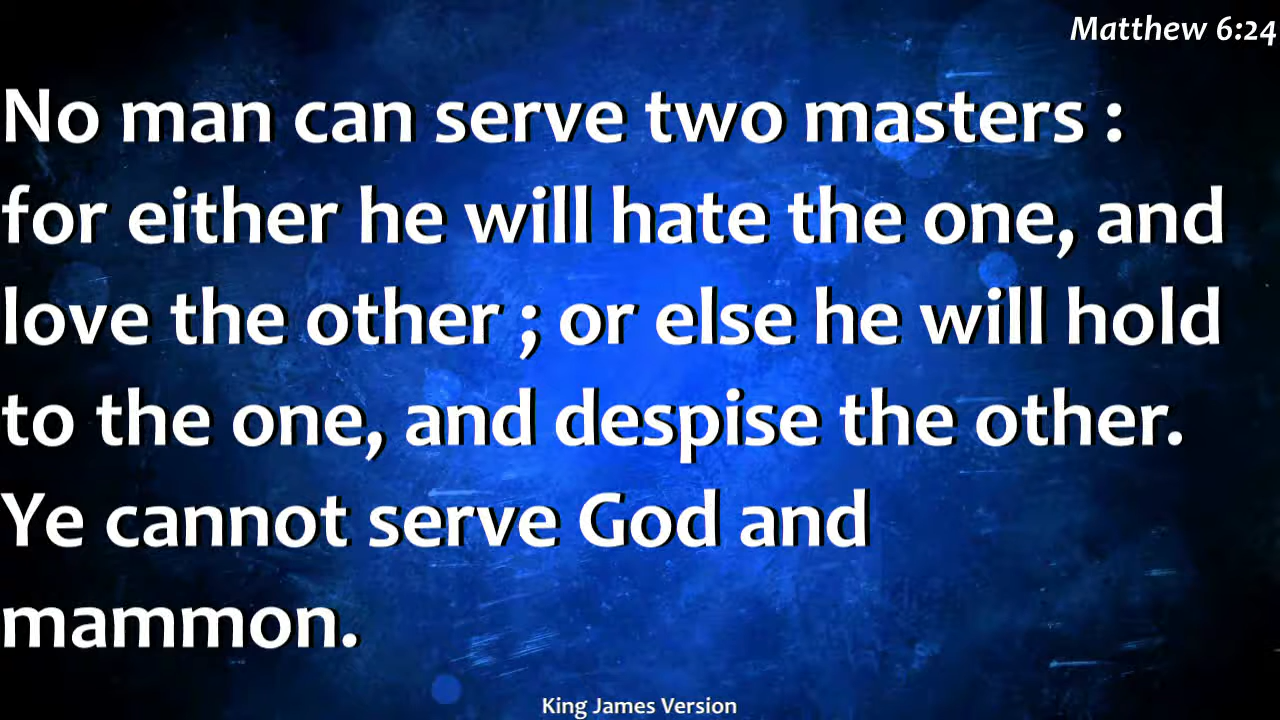 Matthew 6:24
No man can serve two masters :
for either he will hate the one, and
love the other ; or else he will hold
to the one, and despise the other.
Ye cannot serve God and
mammon.
King James Version